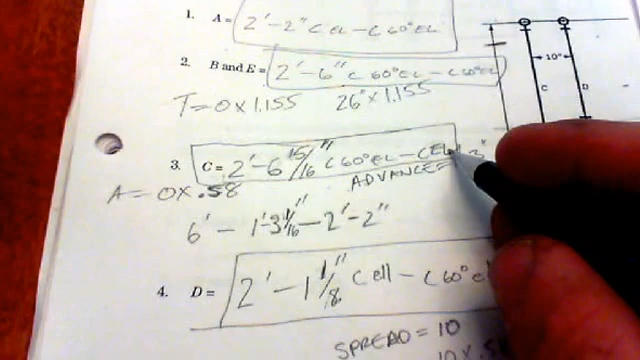 1. A = 2'-2" C EL - C 60° EL
2. B and E = 2'-6" C 60° EL - C 60° EL
T = O X 1.155 26" X 1.155
10"
C D
3. C = 2'-6 15/16" C 60° EL - C EL
ADVANCE =
A = O X .58
6' - 1'-3 1/16" - 2'-2"
4. D = 2'-1 1/8" C Ell - C 60° El
SPREAD = 10